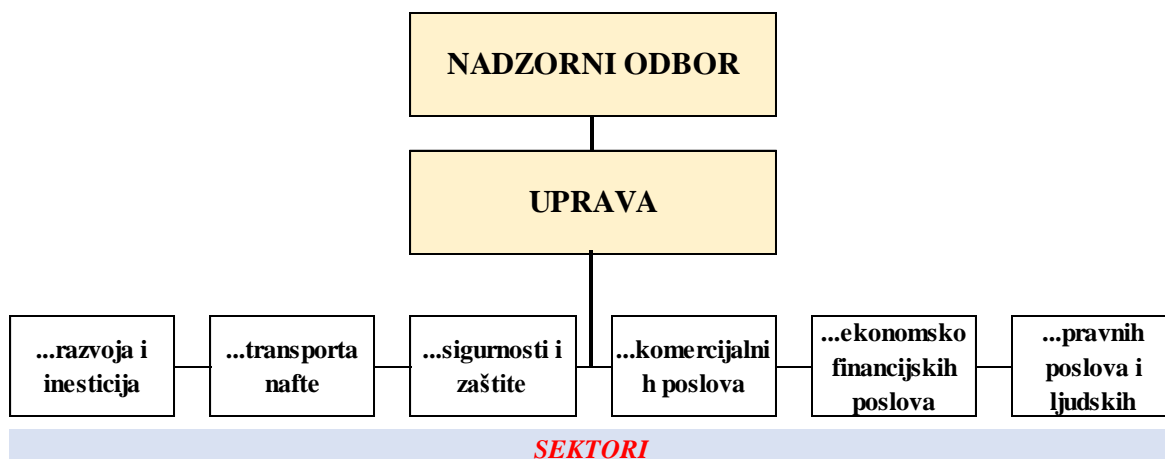 NADZORNI ODBOR
UPRAVA
...razvoja i
inesticija
...transporta
nafte
...sigurnosti i
zaštite
...komercijalni
h poslova
...ekonomsko
financijskih
poslova
...pravnih
poslova i
ljudskih
SEKTORI